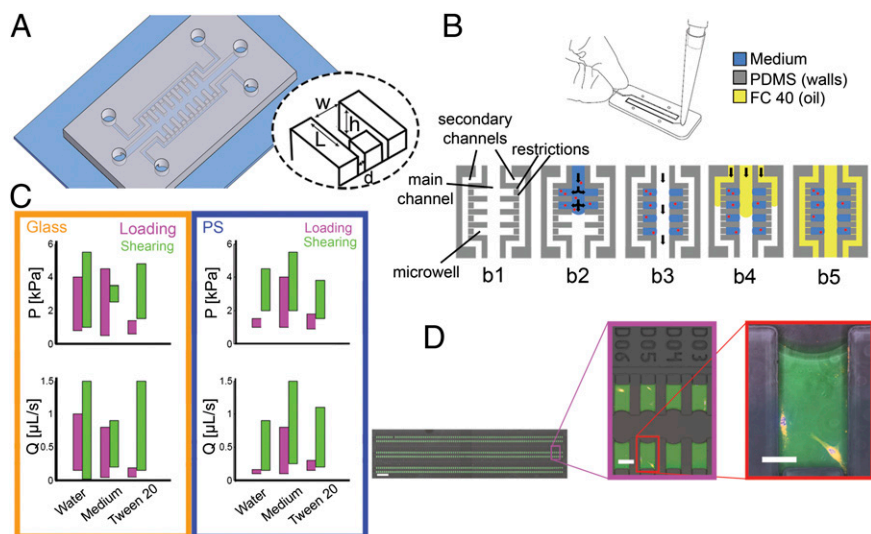 A
W
h
L
d
B
Medium
PDMS (walls)
FC 40 (oil)
secondary
channels
restrictions
main
channel
microwell
b1 b2 b3 b4 b5
C
Glass
Loading
Shearing
P [kPa]
6
4
2
0
Q [µL/s]
1.5
1
0.5
0
Water Medium Tween 20
PS
Loading
Shearing
P [kPa]
6
4
2
0
Q [µL/s]
1.5
1
0.5
0
Water Medium Tween 20
D
D06 D05 D04 D03